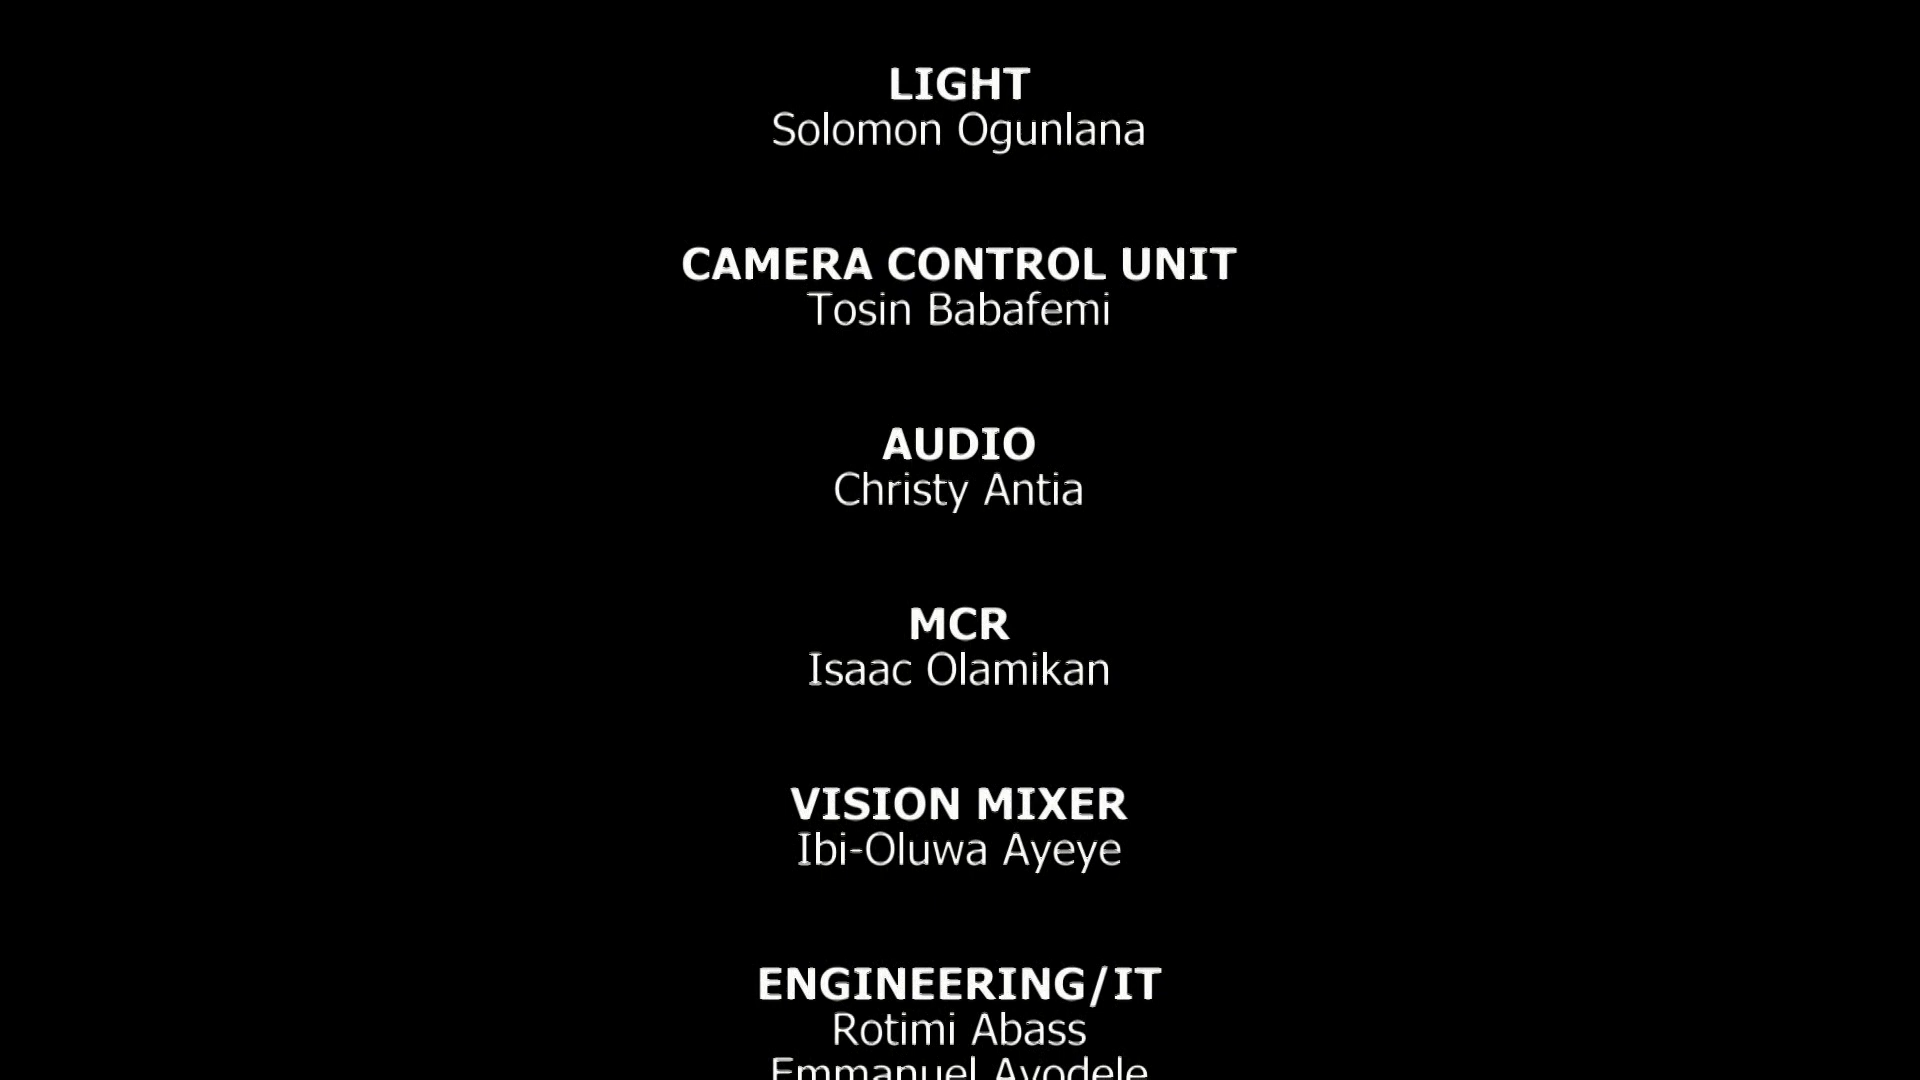 LIGHT
Solomon Ogunlana
CAMERA CONTROL UNIT
Tosin Babafemi
AUDIO
Christy Antia
MCR
Isaac Olamikan
VISION MIXER
Ibi-Oluwa Ayeye
ENGINEERING/IT
Rotimi Abass
Emmanuel Ayodele